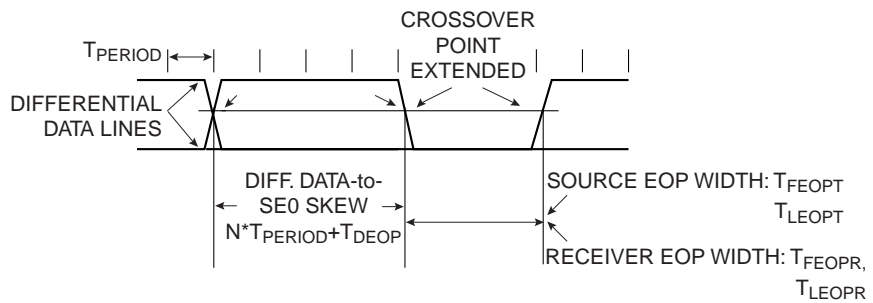 CROSSOVER
POINT
EXTENDED
TPERIOD
DIFFERENTIAL
DATA LINES
DIFF. DATA-to-
SE0 SKEW
N*TPERIOD+TDEOP
SOURCE EOP WIDTH: TFEOPT
TLEOPT
RECEIVER EOP WIDTH: TFEOPR,
TLEOPR